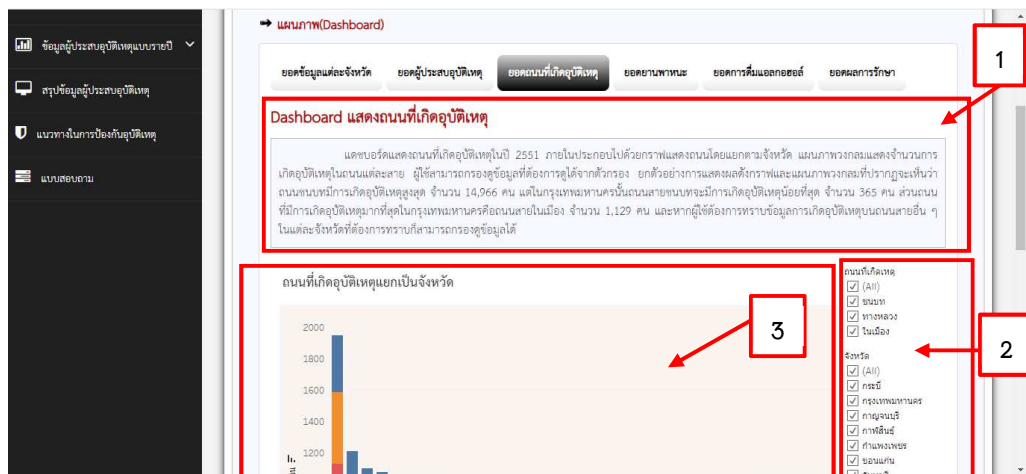 ข้อมูลผู้ประสบอุบัติเหตุแบบรายปี
สรุปข้อมูลผู้ประสบอุบัติเหตุ
แนวทางในการป้องกันอุบัติเหตุ
แบบสอบถาม
แผนภาพ(Dashboard)
ยอดข้อมูลแต่ละจังหวัด ยอดผู้ประสบอุบัติเหตุ ยอดถนนที่เกิดอุบัติเหตุ ยอดยานพาหนะ ยอดการดื่มแอลกอฮอล์ ยอดผลการรักษา
1
Dashboard แสดงถนนที่เกิดอุบัติเหตุ
แดชบอร์ดแสดงถนนที่เกิดอุบัติเหตุในปี 2551 ภายในประกอบไปด้วยกราฟแสดงถนนโดยแยกตามจังหวัด แผนภาพวงกลมแสดงจำนวนการ
เกิดอุบัติเหตุในถนนแต่ละสาย ผู้ใช้สามารถกรองดูข้อมูลที่ต้องการดูได้จากตัวกรอง ยกตัวอย่างการแสดงผลดังกราฟและแผนภาพวงกลมที่ปรากฏจะเห็นว่า
ถนนชนบทมีการเกิดอุบัติเหตุสูงสุด จำนวน 14,966 คน แต่ในกรุงเทพมหานครนั้นถนนสายชนบทจะมีการเกิดอุบัติเหตุน้อยที่สุด จำนวน 365 คน ส่วนถนน
ที่มีการเกิดอุบัติเหตุมากที่สุดในกรุงเทพมหานครคือถนนสายในเมือง จำนวน 1,129 คน และหากผู้ใช้ต้องการทราบข้อมูลการเกิดอุบัติเหตุบนถนนสายอื่น ๆ
ในแต่ละจังหวัดที่ต้องการทราบก็สามารถกรองดูข้อมูลได้
ถนนที่เกิดอุบัติเหตุแยกเป็นจังหวัด
2000
1800
1600
1400
1200
3
ถนนที่เกิดเหตุ
(All)
ชนบท
ทางหลวง
ในเมือง
จังหวัด
(All)
กระบี่
กรุงเทพมหานคร
กาญจนบุรี
กาฬสินธุ์
กำแพงเพชร
ขอนแก่น
2